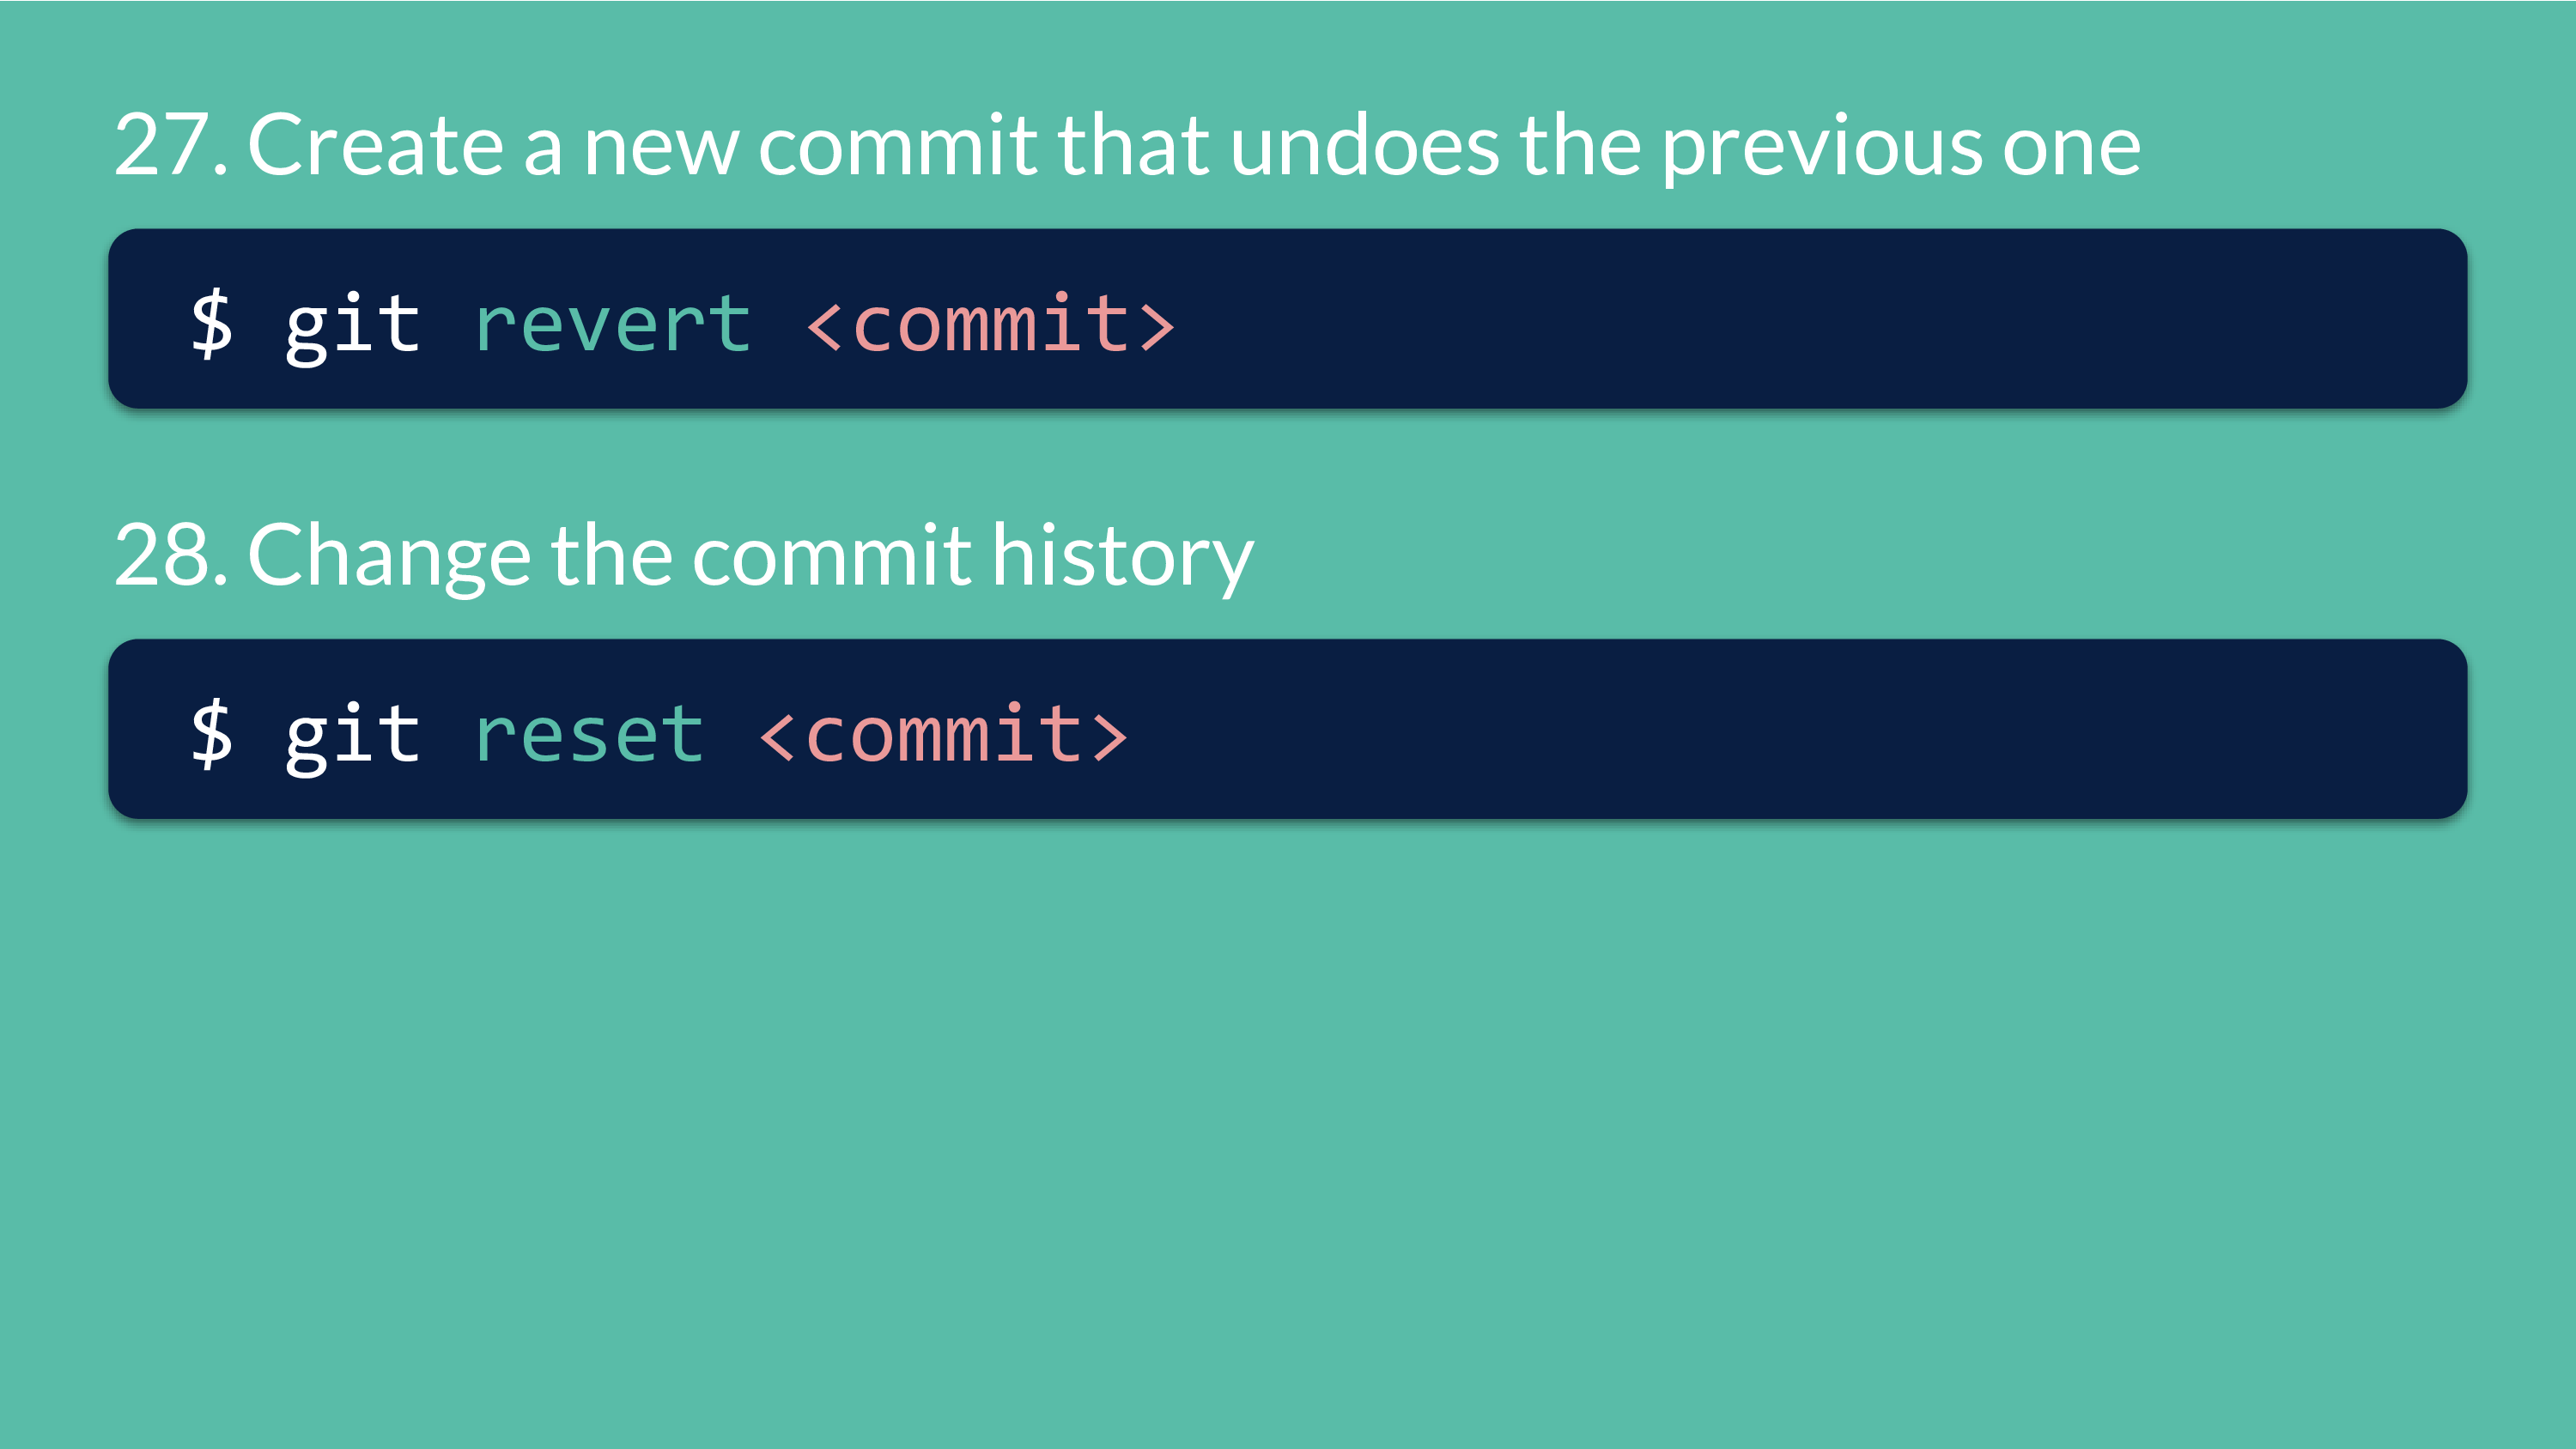 27. Create a new commit that undoes the previous one
$ git revert <commit>
28. Change the commit history
$ git reset <commit>